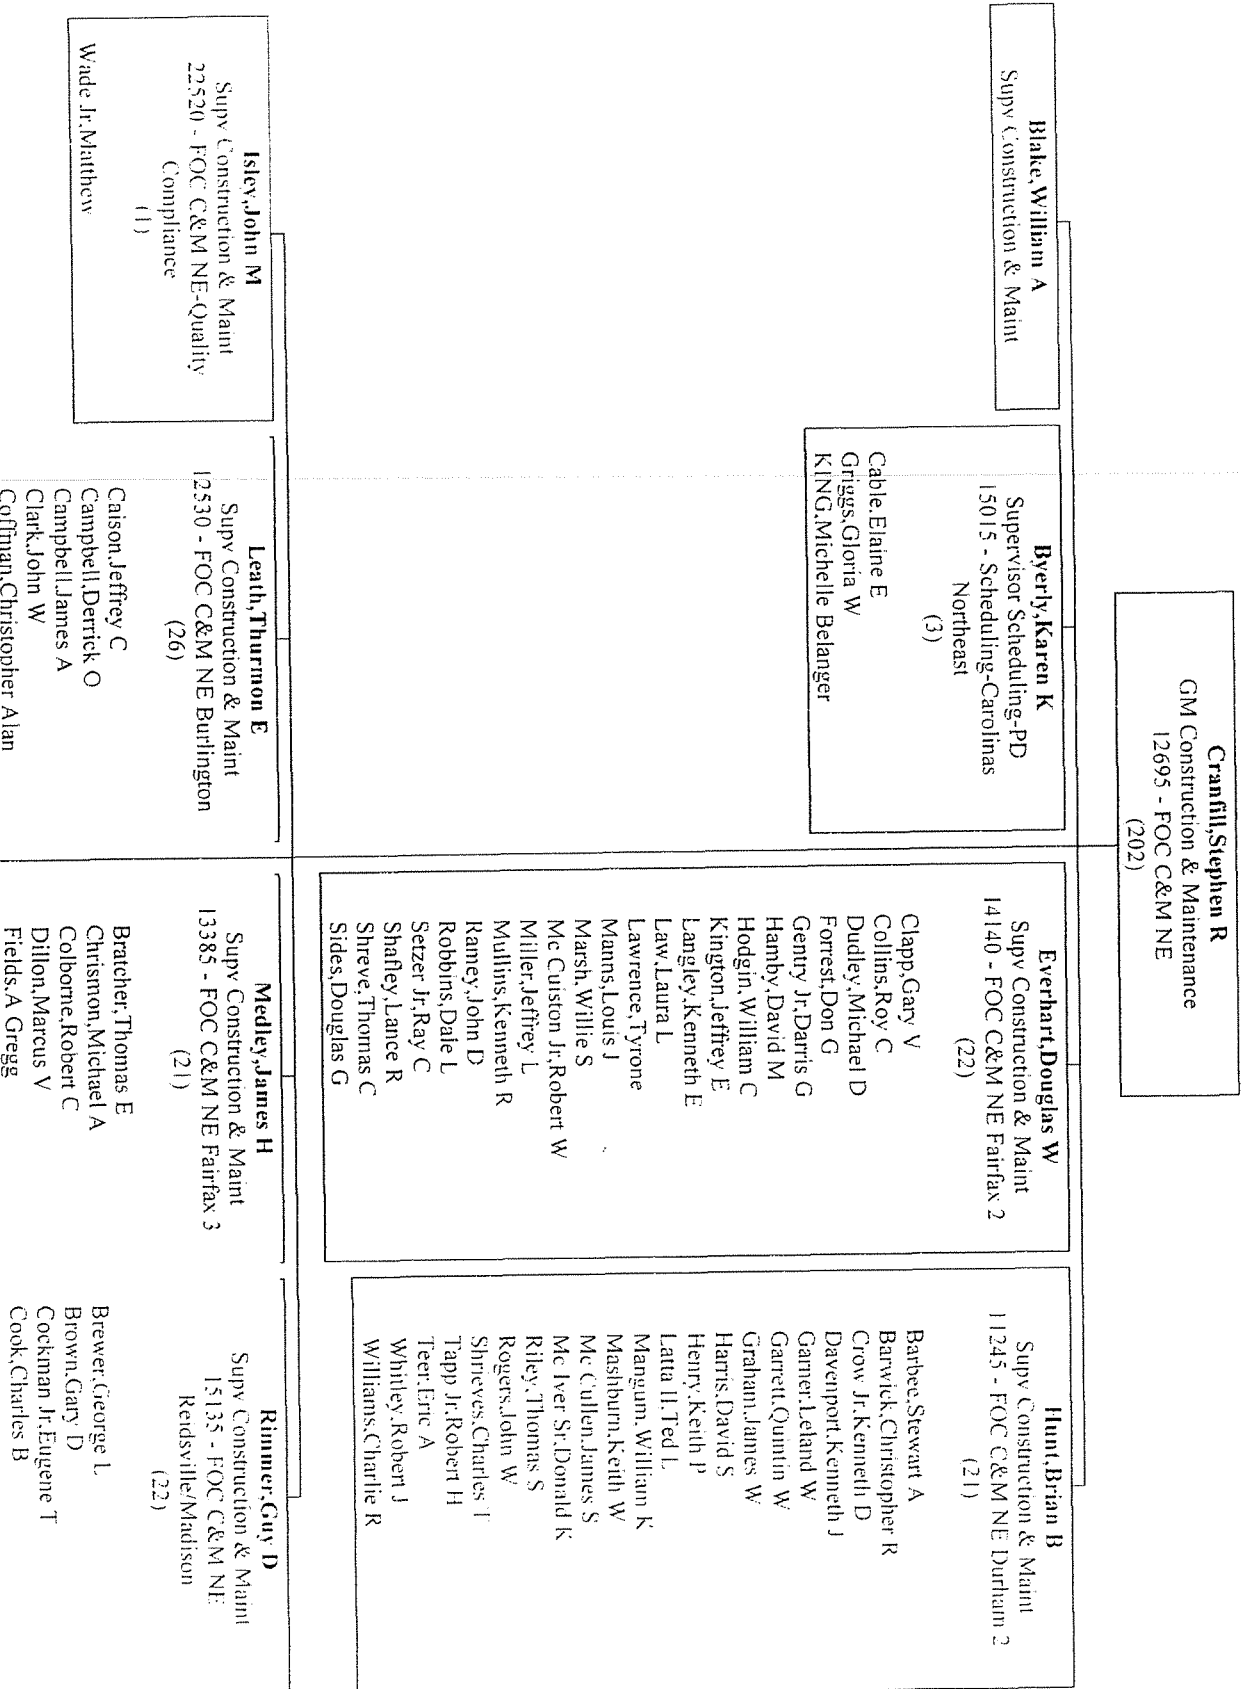 Cranfill,Stephen R
GM Construction & Maintenance
12695 - FOC C&M NE
(202)
Blake,William A
Supv Construction & Maint
Byerly,Karen K
Supervisor Scheduling-PD
15015 - Scheduling-Carolinas
Northeast
(3)
Cable,Elaine E
Griggs,Gloria W
KING,Michelle Belanger
Everhart,Douglas W
Supv Construction & Maint
14140 - FOC C&M NE Fairfax 2
(22)
Clapp,Gary V
Collins,Roy C
Dudley,Michael D
Forrest,Don G
Gentry Jr,Darris G
Hamby,David M
Hodgin,William C
Kington,Jeffrey E
Langley,Kenneth E
Law,Laura L
Lawrence,Tyrone
Manns,Louis J
Marsh,Willie S
Mc Cuiston Jr,Robert W
Miller,Jeffrey L
Mullins,Kenneth R
Ramey,John D
Robbins,Dale L
Setzer Jr,Ray C
Shafley,Lance R
Shreve,Thomas C
Sides,Douglas G
Hunt,Brian B
Supv Construction & Maint
11245 - FOC C&M NE Durham 2
(21)
Barbee,Stewart A
Barwick,Christopher R
Crow Jr,Kenneth D
Davenport,Kenneth J
Garner,Leland W
Garrett,Quintin W
Graham,James W
Harris,David S
Henry,Keith P
Latta II,Ted L
Mangum,William K
Mashburn,Keith W
Mc Cullen,James S
Mc Iver Sr,Donald K
Riley,Thomas S
Rogers,John W
Shrieves,Charles T
Tapp Jr,Robert H
Teer,Eric A
Whitley,Robert J
Williams,Charlie R
Isley,John M
Supv Construction & Maint
22520 - FOC C&M NE-Quality
Compliance
(1)
Wade Jr,Matthew
Leath,Thurmon E
Supv Construction & Maint
12530 - FOC C&M NE Burlington
(26)
Caison,Jeffrey C
Campbell,Derrick O
Campbell,James A
Clark,John W
Coffman,Christopher Alan
Medley,James H
Supv Construction & Maint
13385 - FOC C&M NE Fairfax 3
(21)
Bratcher,Thomas E
Chrismon,Michael A
Colborne,Robert C
Dillon,Marcus V
Fields,A Gregg
Rimmer,Guy D
Supv Construction & Maint
15135 - FOC C&M NE
Reidsville/Madison
(22)
Brewer,George L
Brown,Gary D
Cockman Jr,Eugene T
Cook,Charles B